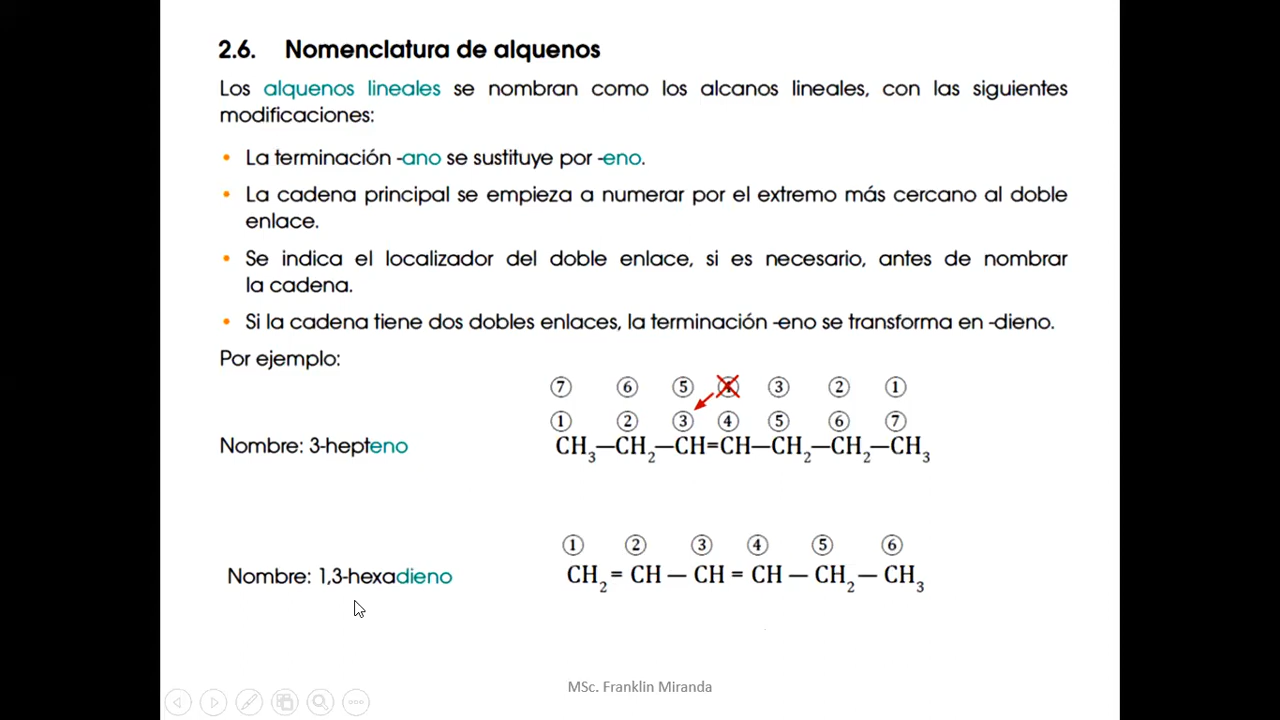 2.6. Nomenclatura de alquenos
Los alquenos lineales se nombran como los alcanos lineales, con las siguientes
modificaciones:
• La terminación -ano se sustituye por -eno.
• La cadena principal se empieza a numerar por el extremo más cercano al doble
enlace.
• Se indica el localizador del doble enlace, si es necesario, antes de nombrar
la cadena.
• Si la cadena tiene dos dobles enlaces, la terminación -eno se transforma en -dieno.
Por ejemplo:
⑦ ⑥ ⑤ ④ ③ ② ①
① ② ③ ④ ⑤ ⑥ ⑦
Nombre: 3-hepteno CH₃—CH₂—CH=CH—CH₂—CH₂—CH₃
① ② ③ ④ ⑤ ⑥
Nombre: 1,3-hexadieno CH₂ = CH — CH = CH — CH₂ — CH₃
MSc. Franklin Miranda